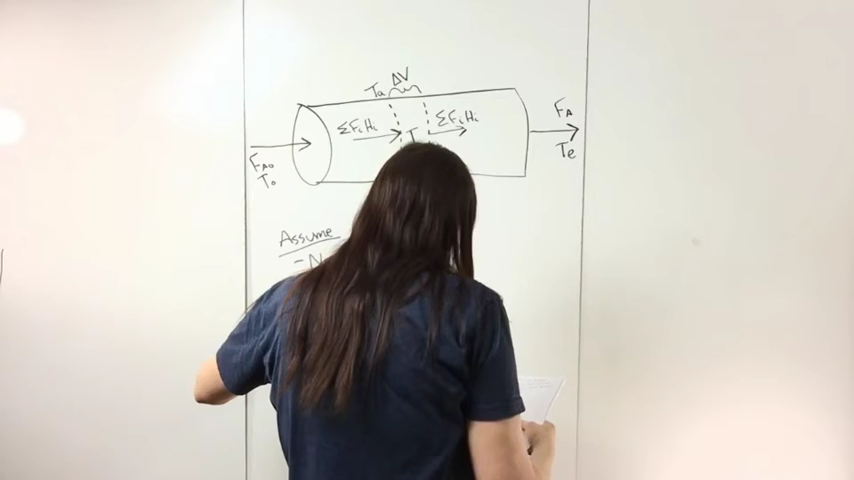 Ta ΔV
ΣFiHi ΣFiHi
T
FA0
T0
FA
Te
Assume
- N